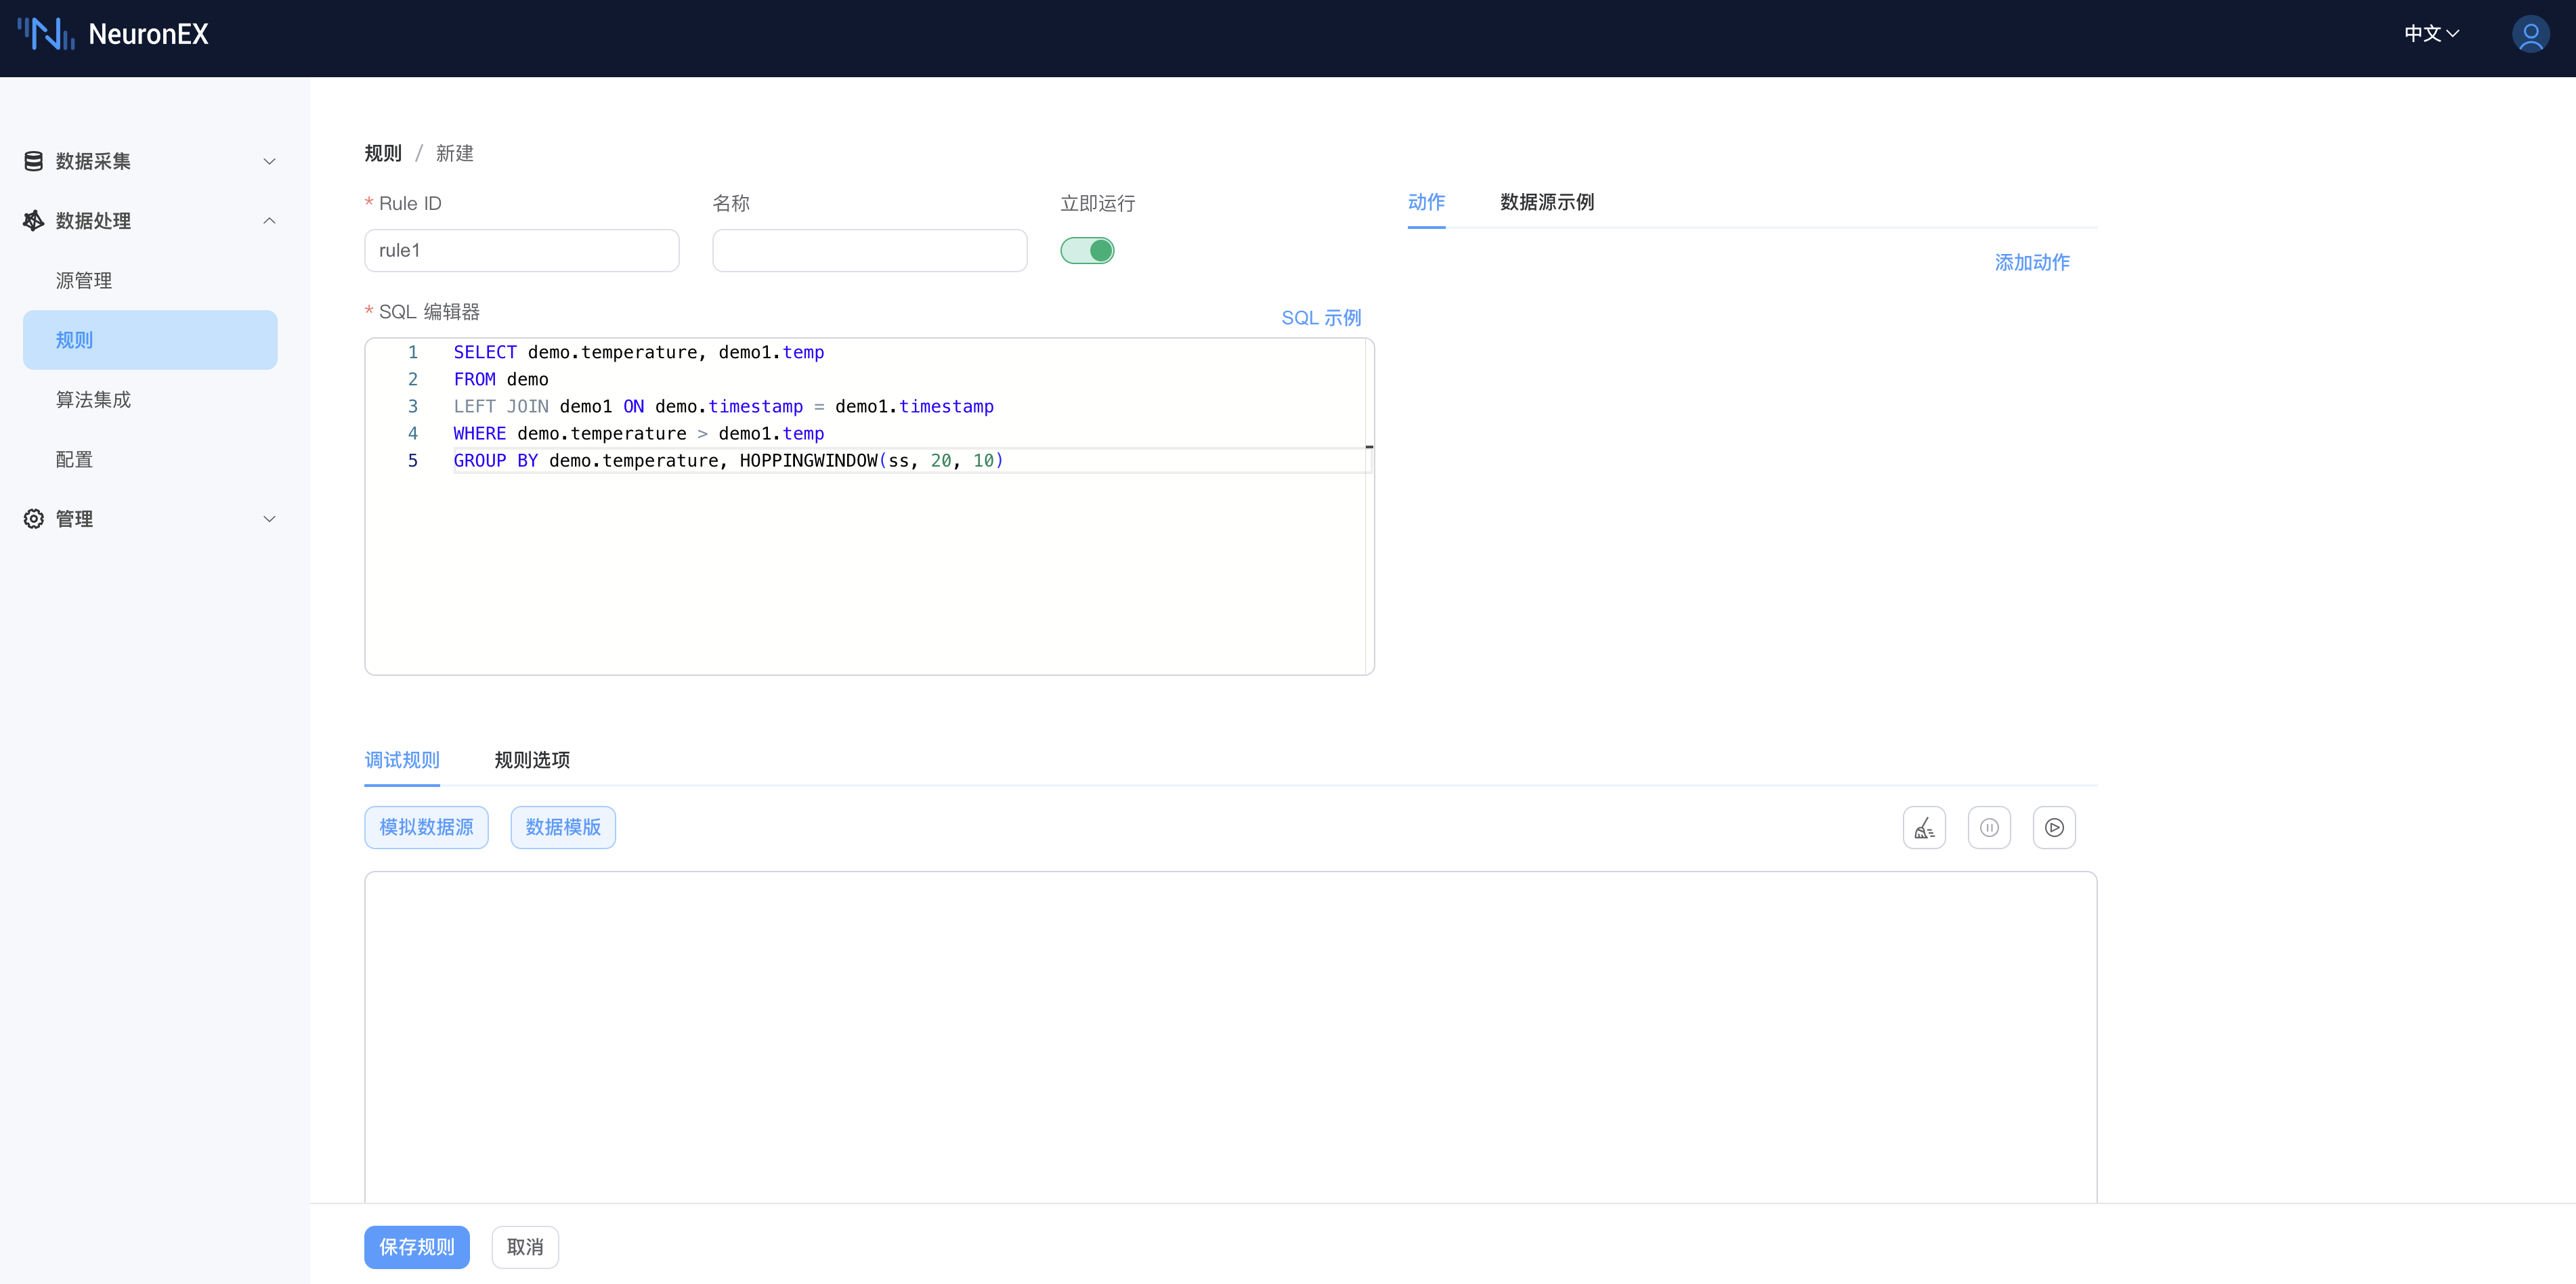 NeuronEX
中文
数据采集
数据处理
源管理
规则
算法集成
配置
管理
规则 / 新建
* Rule ID
名称
立即运行
rule1
* SQL 编辑器
SQL 示例
1 SELECT demo.temperature, demo1.temp
2 FROM demo
3 LEFT JOIN demo1 ON demo.timestamp = demo1.timestamp
4 WHERE demo.temperature > demo1.temp
5 GROUP BY demo.temperature, HOPPINGWINDOW(ss, 20, 10)
动作 数据源示例
添加动作
调试规则 规则选项
模拟数据源 数据模版
保存规则 取消